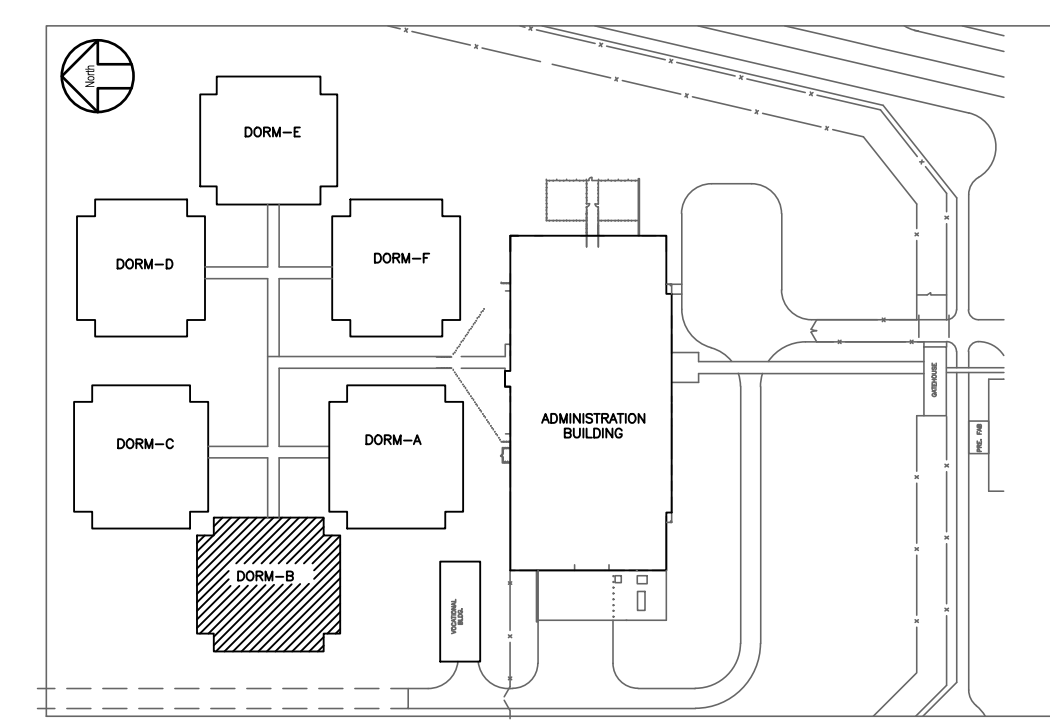 North
DORM-E
DORM-D
DORM-F
DORM-C
DORM-A
DORM-B
ADMINISTRATION
BUILDING
VOCATIONAL
BLDG.
GATEHOUSE
PRE. FAB